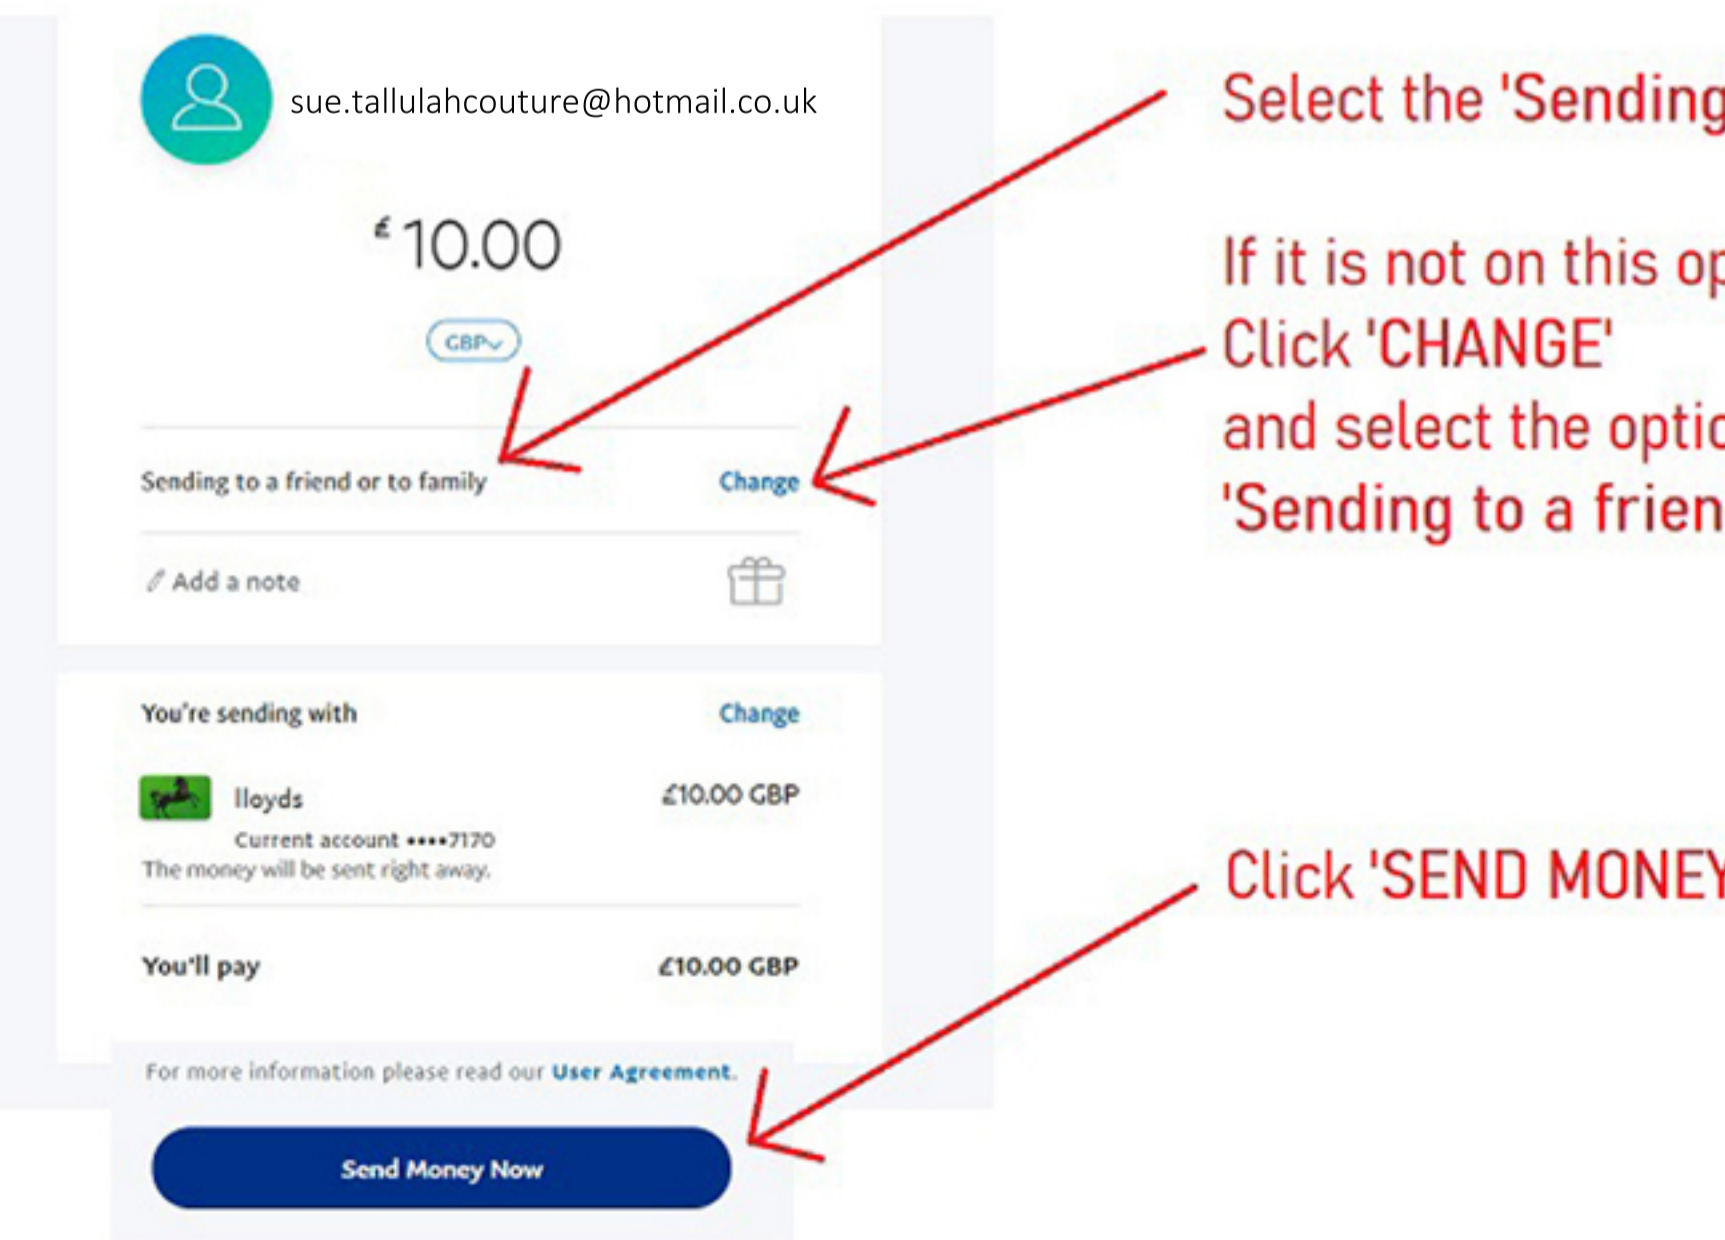 sue.tallulahcouture@hotmail.co.uk
Select the 'Sending
£ 10.00
If it is not on this op
GBP
Click 'CHANGE'
and select the optio
Sending to a friend or to family
Change
'Sending to a frien
Add a note
You're sending with
Change
lloyds
£10.00 GBP
Current account ••••7170
The money will be sent right away.
Click 'SEND MONEY
You'll pay
£10.00 GBP
For more information please read our User Agreement.
Send Money Now